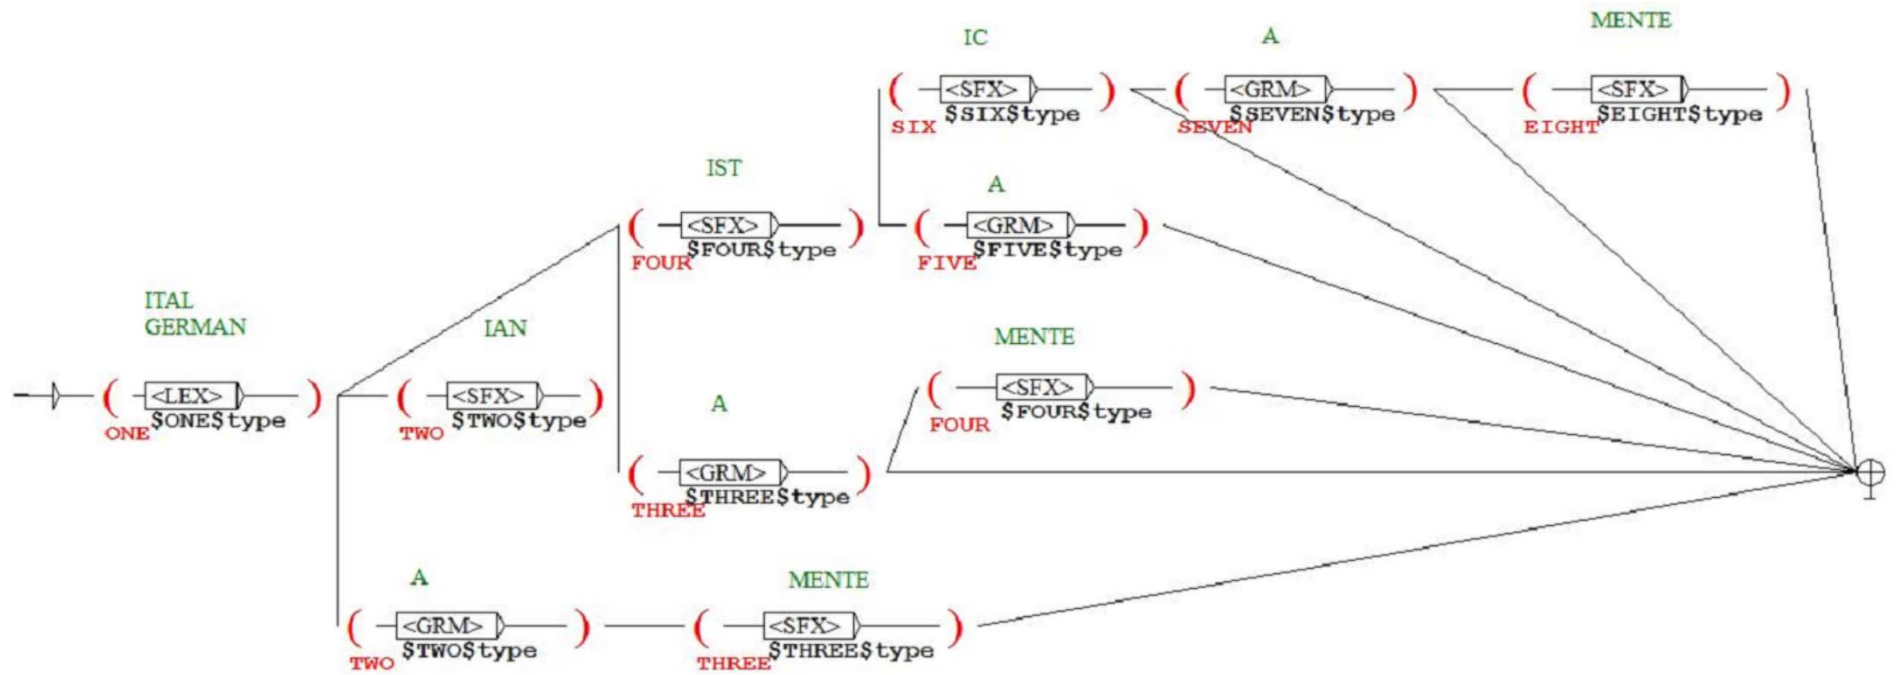 MENTE
IC
A
( <SFX> )
( <GRM> )
( <SFX> )
$SIX$type
$SEVEN$type
$EIGHT$type
SIX
SEVEN
EIGHT
IST
A
( <SFX> )
( <GRM> )
$FOUR$type
$FIVE$type
FOUR
FIVE
ITAL
GERMAN
IAN
MENTE
( <LEX> )
( <SFX> )
( <SFX> )
$ONE$type
$TWO$type
$FOUR$type
ONE
TWO
FOUR
A
( <GRM> )
$THREE$type
THREE
A
MENTE
( <GRM> )
( <SFX> )
$TWO$type
$THREE$type
TWO
THREE